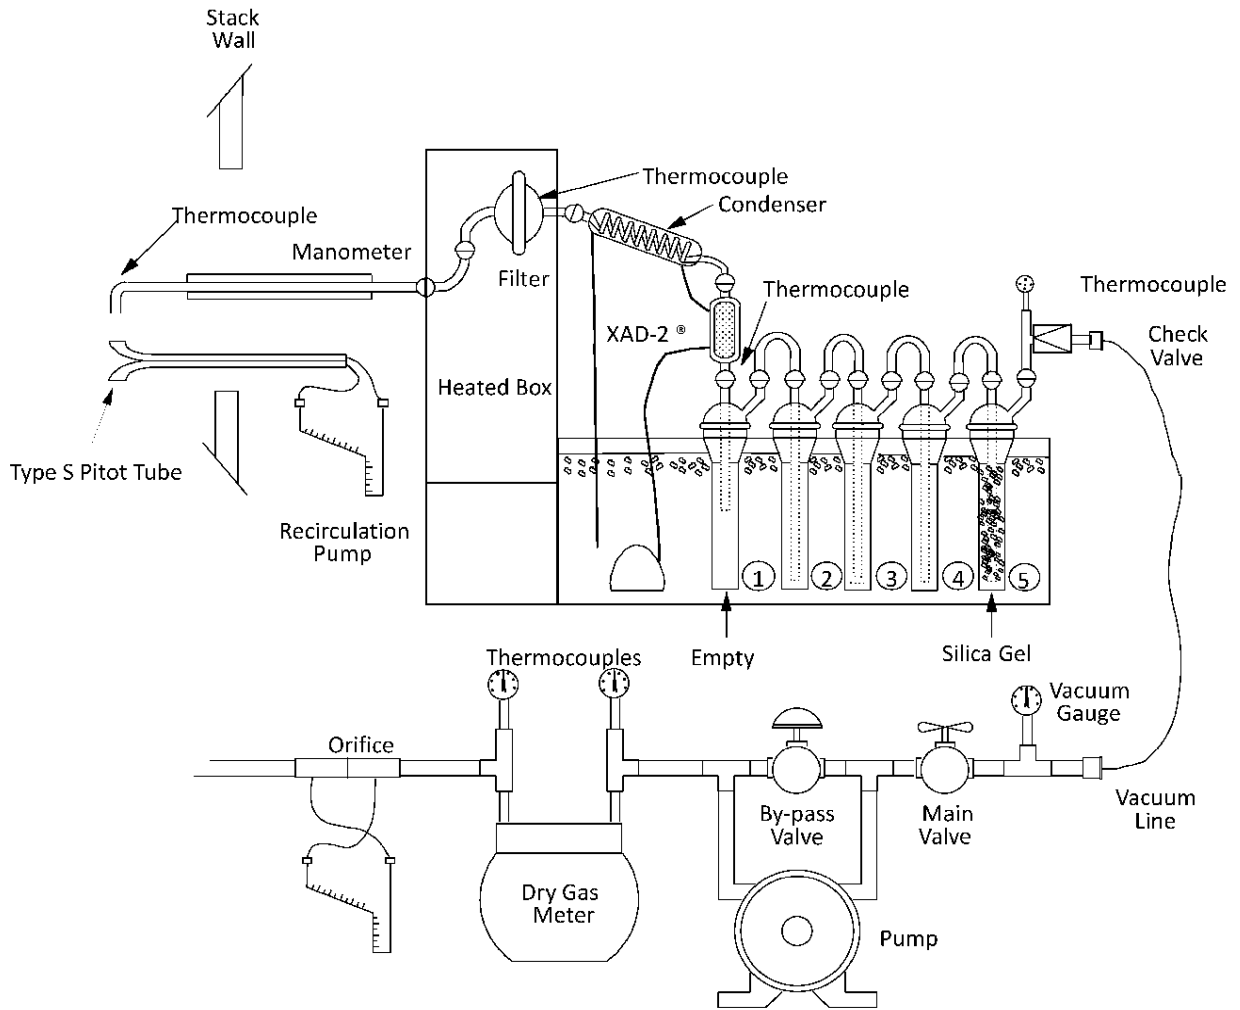 Stack
Wall
Thermocouple
Condenser
Thermocouple
Manometer
Filter
Thermocouple
Thermocouple
XAD-2 ®
Check
Valve
Heated Box
Type S Pitot Tube
Recirculation
Pump
1
2
3
4
5
Empty
Silica Gel
Thermocouples
Vacuum
Gauge
Orifice
By-pass
Valve
Main
Valve
Vacuum
Line
Dry Gas
Meter
Pump